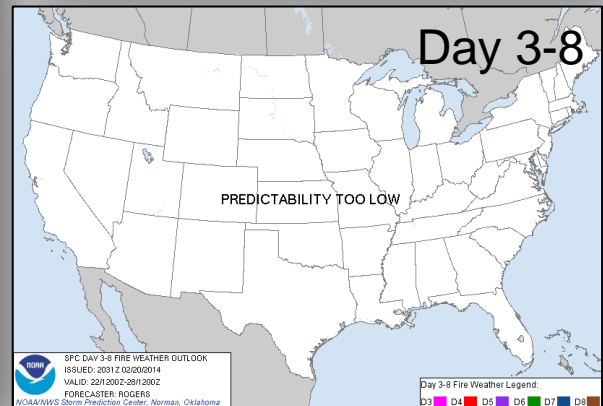 Day 3-8
PREDICTABILITY TOO LOW
NOAA
SPC DAY 3-8 FIRE WEATHER OUTLOOK
ISSUED: 2031Z 02/20/2014
VALID: 22/1200Z-28/1200Z
FORECASTER: ROGERS
NOAA/NWS Storm Prediction Center, Norman, Oklahoma
Day 3-8 Fire Weather Legend:
D3 D4 D5 D6 D7 D8